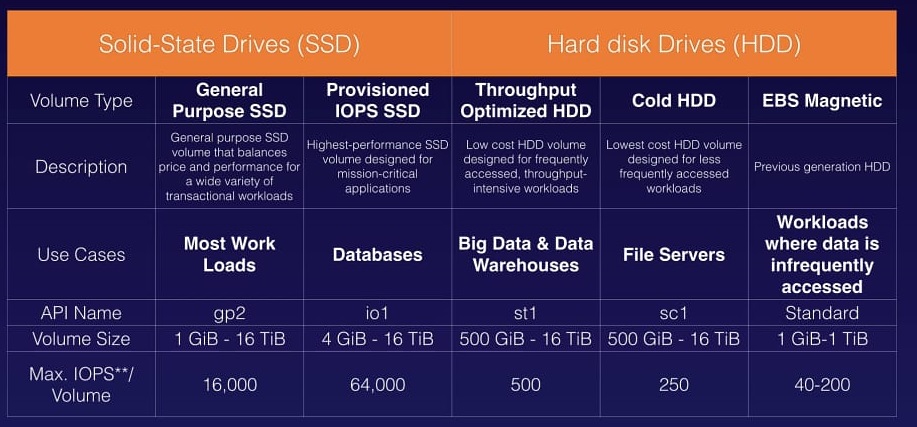 Solid-State Drives (SSD)
Hard disk Drives (HDD)
Volume Type
General
Purpose SSD
Provisioned
IOPS SSD
Throughput
Optimized HDD
Cold HDD
EBS Magnetic
Description
General purpose SSD
volume that balances
price and performance for
a wide variety of
transactional workloads
Highest-performance SSD
volume designed for
mission-critical
applications
Low cost HDD volume
designed for frequently
accessed, throughput-
intensive workloads
Lowest cost HDD volume
designed for less
frequently accessed
workloads
Previous generation HDD
Use Cases
Most Work
Loads
Databases
Big Data & Data
Warehouses
File Servers
Workloads
where data is
infrequently
accessed
API Name
gp2
io1
st1
sc1
Standard
Volume Size
1 GiB - 16 TiB
4 GiB - 16 TiB
500 GiB - 16 TiB
500 GiB - 16 TiB
1 GiB-1 TiB
Max. IOPS**/
Volume
16,000
64,000
500
250
40-200